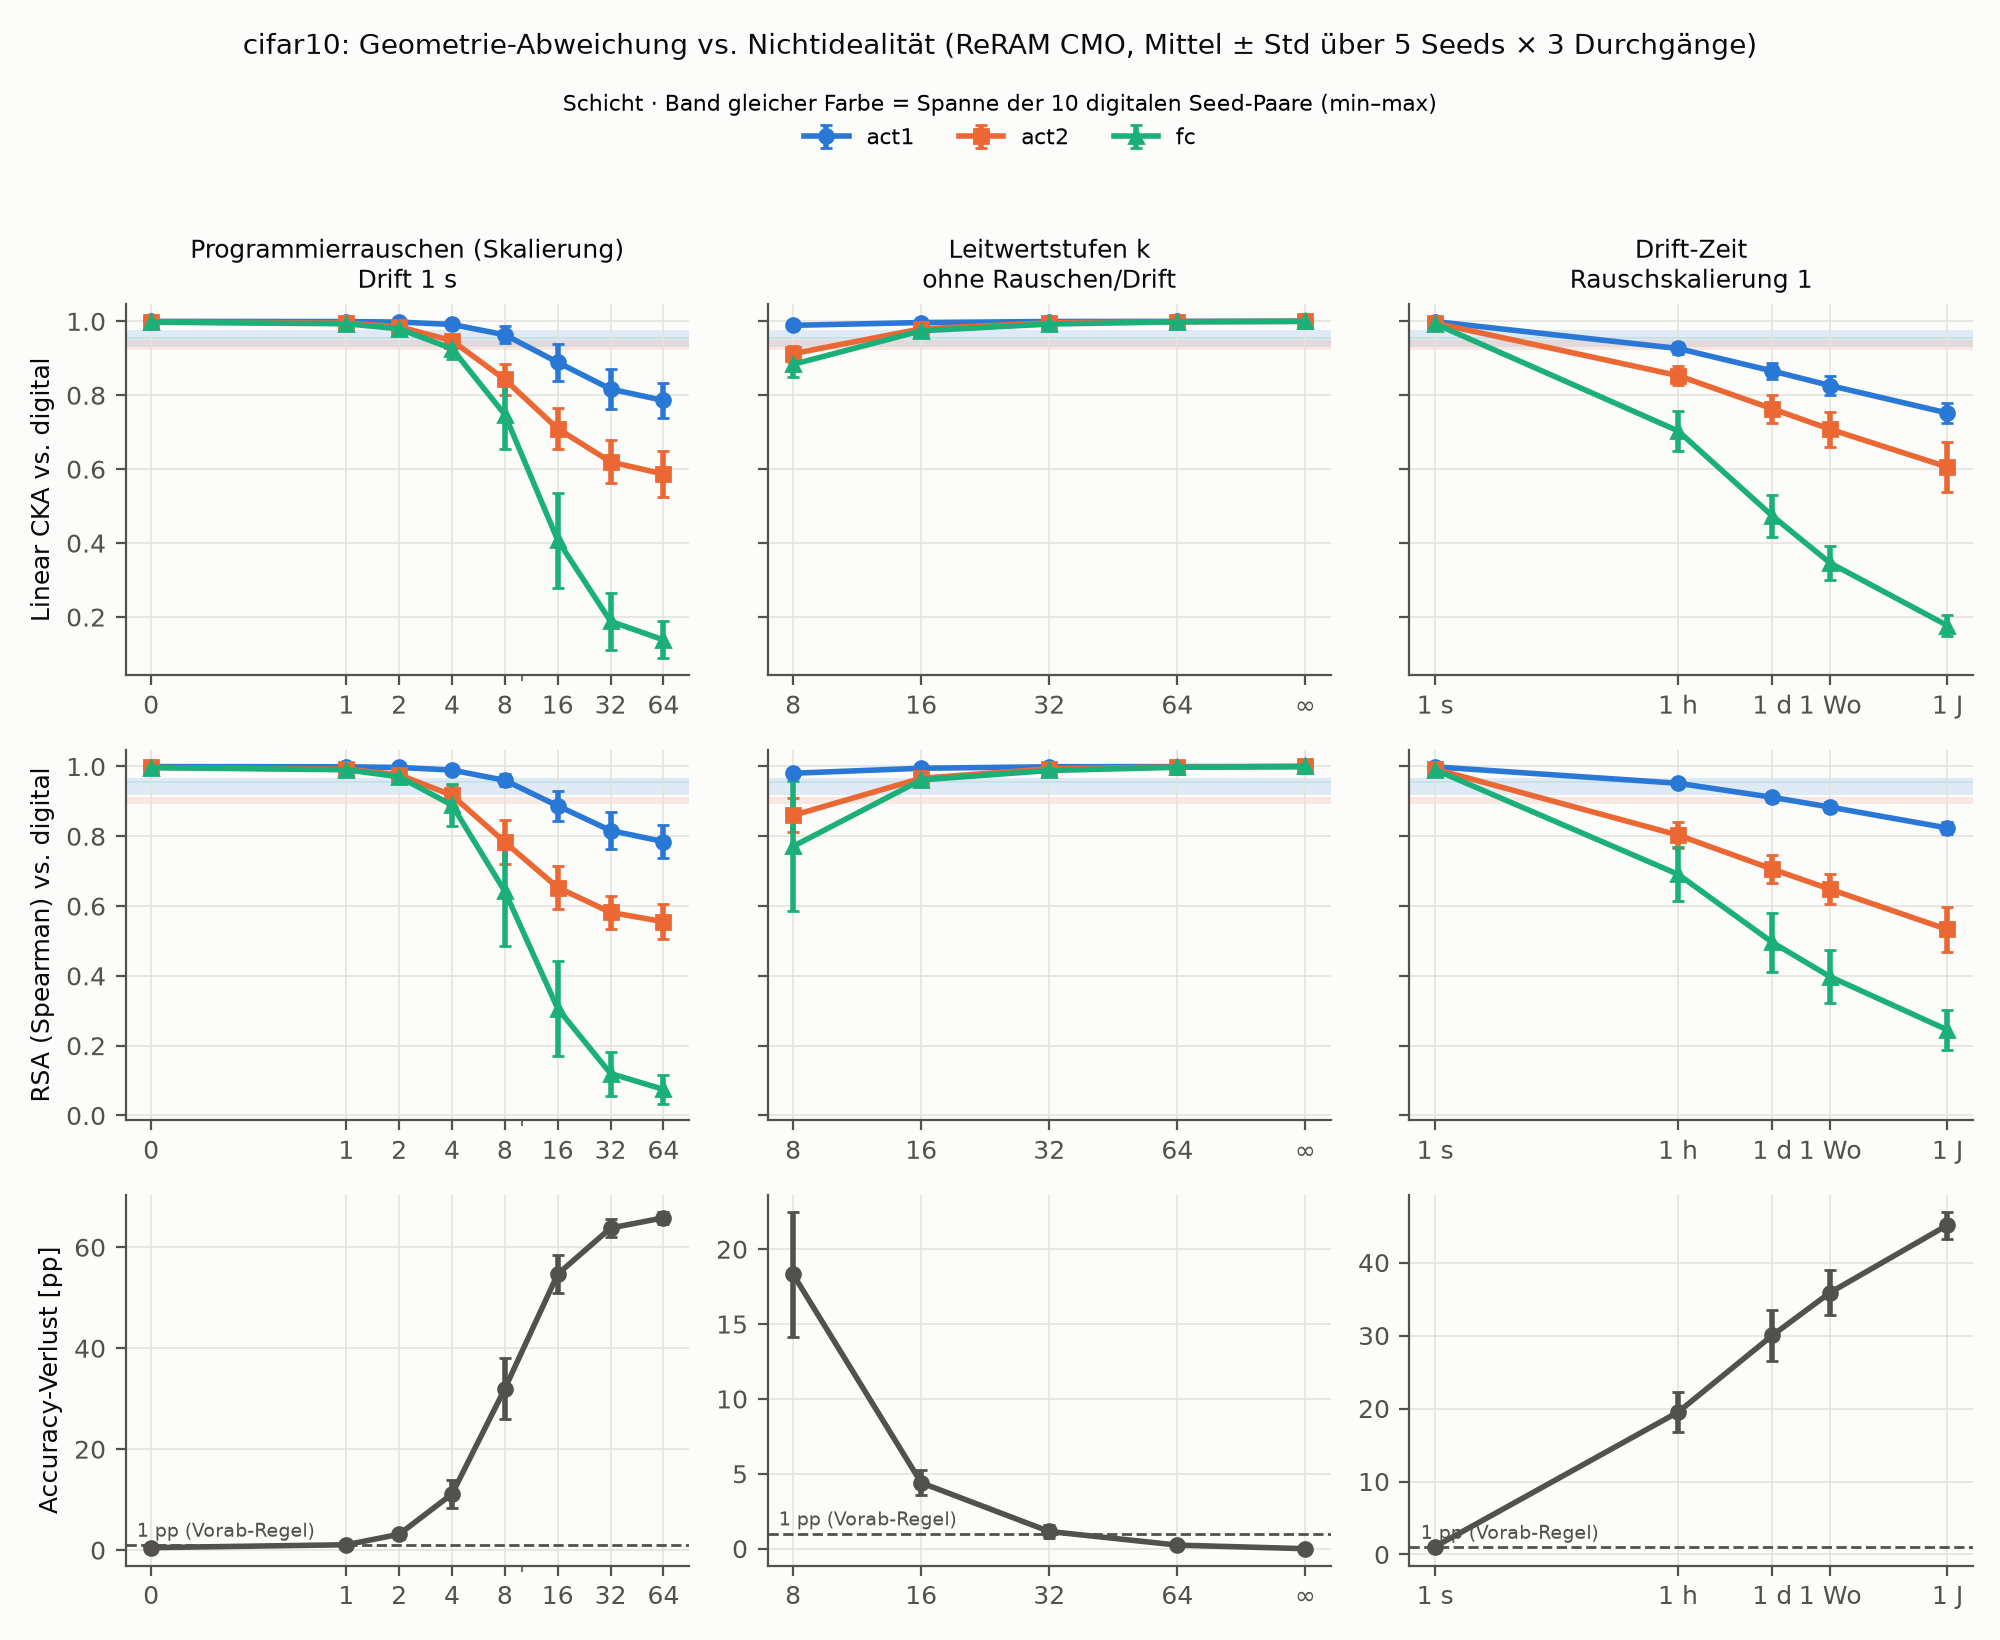 cifar10: Geometrie-Abweichung vs. Nichtidealität (ReRAM CMO, Mittel ± Std über 5 Seeds × 3 Durchgänge)
Schicht · Band gleicher Farbe = Spanne der 10 digitalen Seed-Paare (min–max)
act1 act2 fc
Programmierrauschen (Skalierung)
Drift 1 s
Leitwertstufen k
ohne Rauschen/Drift
Drift-Zeit
Rauschskalierung 1
Linear CKA vs. digital
1.0
0.8
0.6
0.4
0.2
0 1 2 4 8 16 32 64
8 16 32 64 ∞
1 s 1 h 1 d 1 Wo 1 J
RSA (Spearman) vs. digital
1.0
0.8
0.6
0.4
0.2
0.0
0 1 2 4 8 16 32 64
8 16 32 64 ∞
1 s 1 h 1 d 1 Wo 1 J
Accuracy-Verlust [pp]
60
40
20
0
1 pp (Vorab-Regel)
0 1 2 4 8 16 32 64
20
15
10
5
0
1 pp (Vorab-Regel)
8 16 32 64 ∞
40
30
20
10
0
1 pp (Vorab-Regel)
1 s 1 h 1 d 1 Wo 1 J